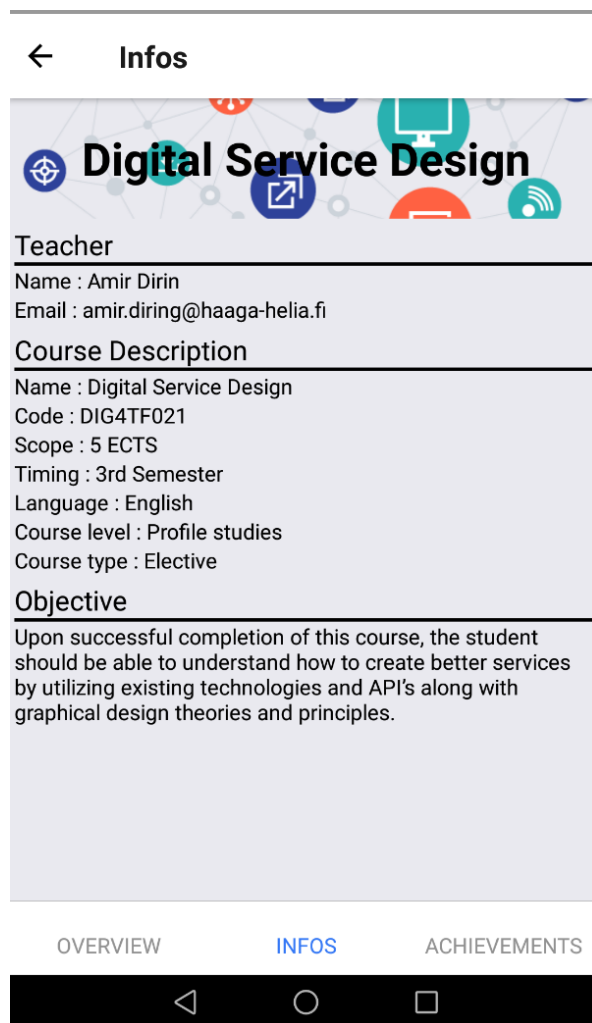 Infos
Digital Service Design
Teacher
Name : Amir Dirin
Email : amir.diring@haaga-helia.fi
Course Description
Name : Digital Service Design
Code : DIG4TF021
Scope : 5 ECTS
Timing : 3rd Semester
Language : English
Course level : Profile studies
Course type : Elective
Objective
Upon successful completion of this course, the student
should be able to understand how to create better services
by utilizing existing technologies and API’s along with
graphical design theories and principles.
OVERVIEW INFOS ACHIEVEMENTS